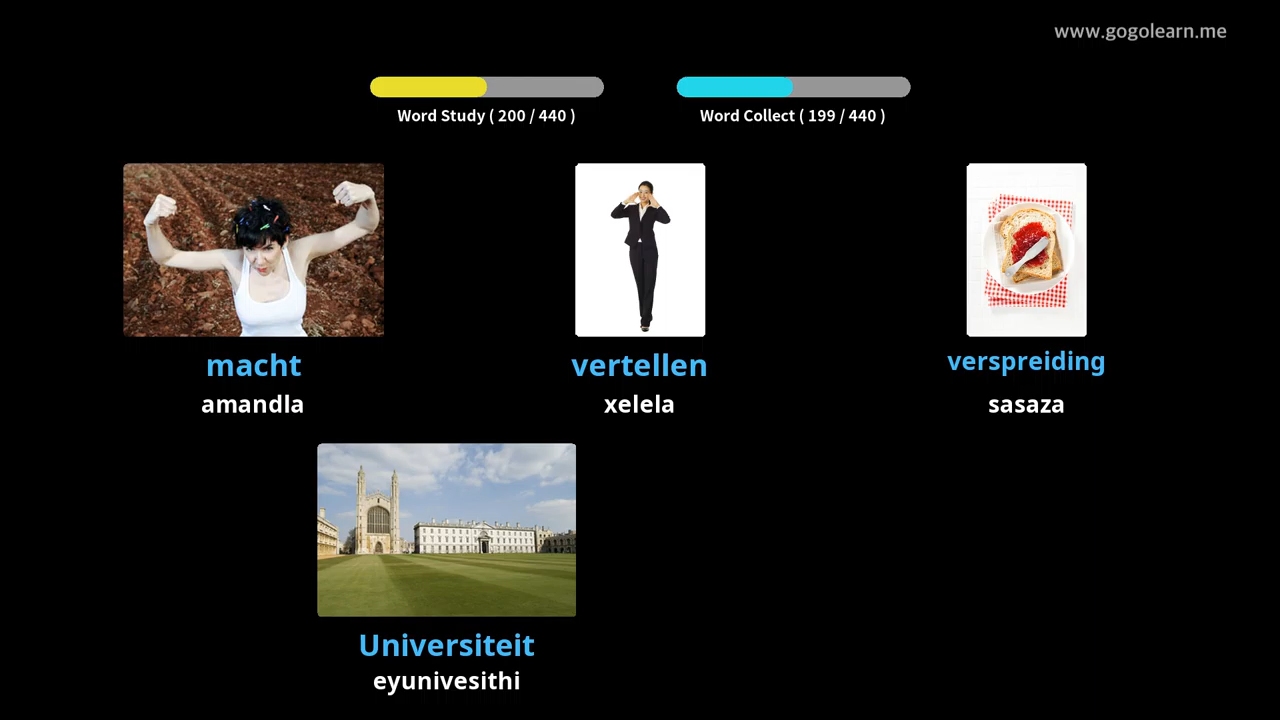 www.gogolearn.me
Word Study ( 200 / 440 )
Word Collect ( 199 / 440 )
macht
vertellen
verspreiding
amandla
xelela
sasaza
Universiteit
eyunivesithi